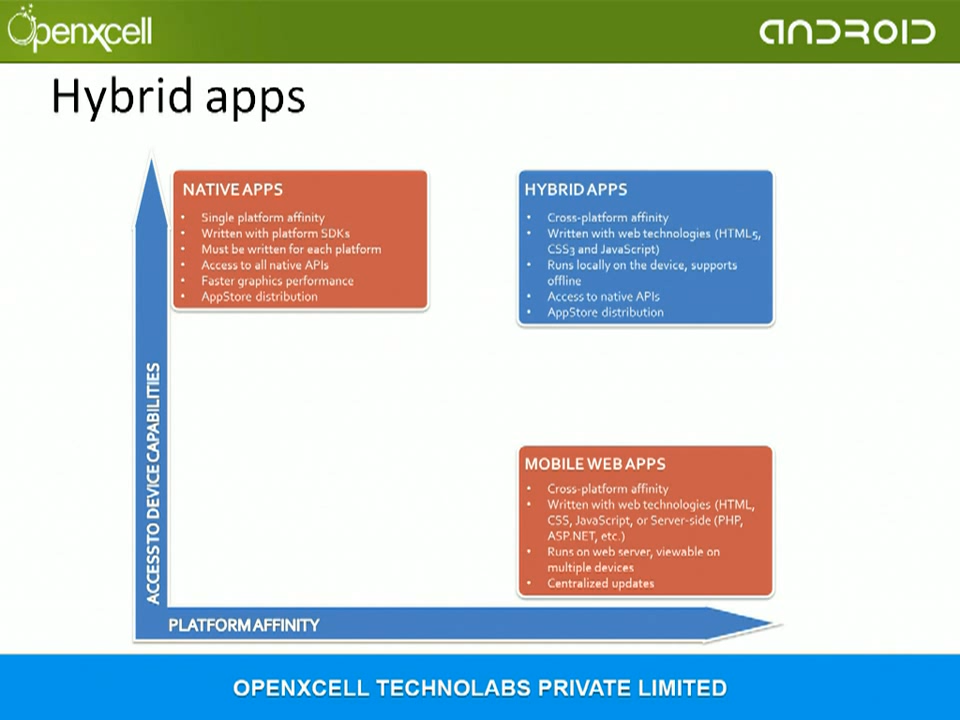 Openxcell
ANDROID
Hybrid apps
NATIVE APPS
• Single platform affinity
• Written with platform SDKs
• Must be written for each platform
• Access to all native APIs
• Faster graphics performance
• AppStore distribution
HYBRID APPS
• Cross-platform affinity
• Written with web technologies (HTML5,
CSS3 and JavaScript)
• Runs locally on the device, supports
offline
• Access to native APIs
• AppStore distribution
ACCESS TO DEVICE CAPABILITIES
MOBILE WEB APPS
• Cross-platform affinity
• Written with web technologies (HTML,
CSS, JavaScript, or Server-side (PHP,
ASP.NET, etc.)
• Runs on web server, viewable on
multiple devices
• Centralized updates
PLATFORM AFFINITY
OPENXCELL TECHNOLABS PRIVATE LIMITED